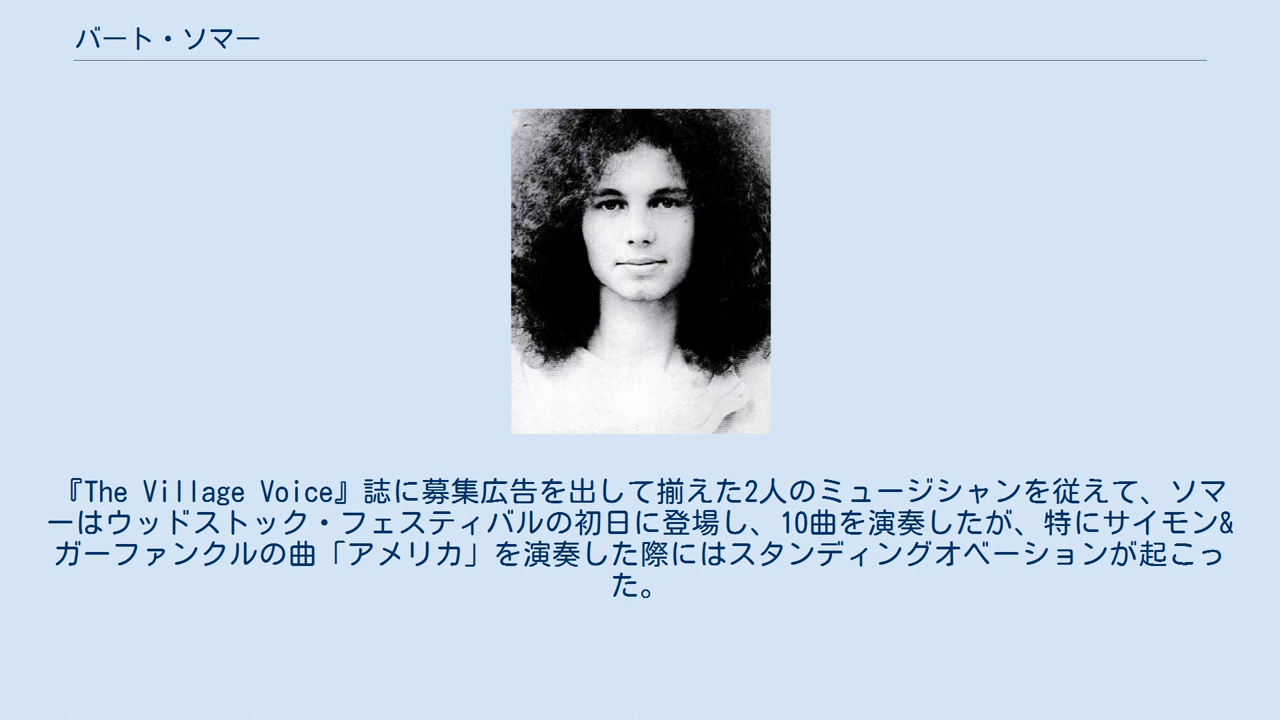 バート・ソマー
『The Village Voice』誌に募集広告を出して揃えた2人のミュージシャンを従えて、ソマ
ーはウッドストック・フェスティバルの初日に登場し、10曲を演奏したが、特にサイモン&
ガーファンクルの曲「アメリカ」を演奏した際にはスタンディングオベーションが起こっ
た。